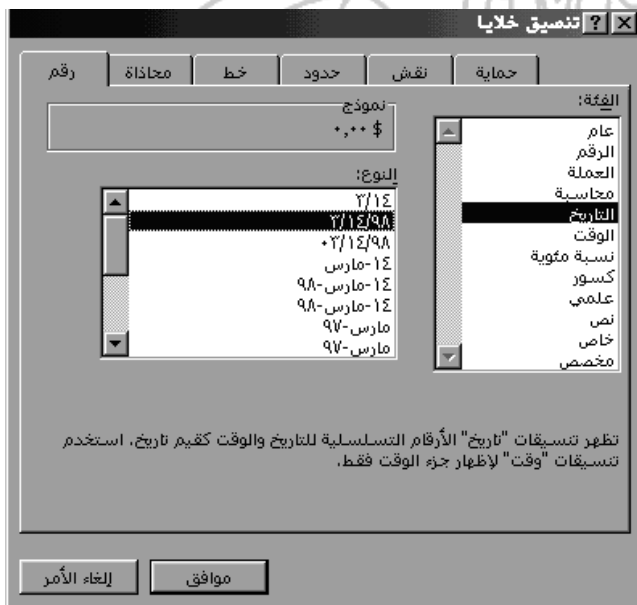 تنصيق خلايا
رقم
محاذاة
خط
حدود
نقش
حماية
الفئة:
عام
الرقم
العملة
محاسبة
التاريخ
الوقت
نسبة مئوية
كسور
علمي
نص
خاص
مخصص
نموذج
$ ٠,٠٠
النوع:
٣/١٤
٣/١٤/٩٨
٠٣/١٤/٩٨
١٤-مارس
١٤-مارس-٩٨
١٤-مارس-٩٨
مارس-٩٧
مارس-٩٧
تظهر تنسيقات "تاريخ" الأرقام التسلسلية للتاريخ والوقت كقيم تاريخ. استخدم
تنسيقات "وقت" لإظهار جزء الوقت فقط.
موافق
إلغاء الأمر